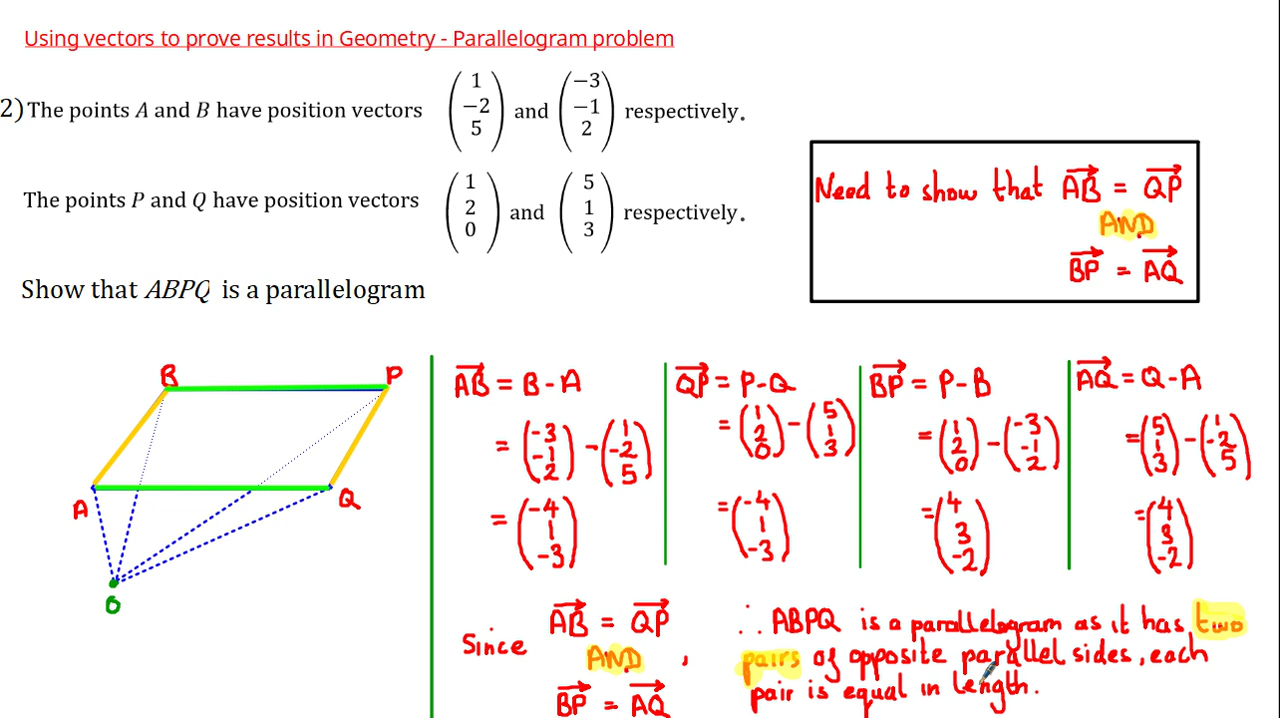 Using vectors to prove results in Geometry - Parallelogram problem
2) The points A and B have position vectors (1 −2 5) and (−3 −1 2) respectively.
The points P and Q have position vectors (1 2 0) and (5 1 3) respectively.
Show that ABPQ is a parallelogram
Need to show that AB⃗ = QP⃗
AND
BP⃗ = AQ⃗
B
P
A
Q
O
AB⃗ = B - A
= (-3 -1 2) - (1 -2 5)
= (-4 1 -3)
QP⃗ = P - Q
= (1 2 0) - (5 1 3)
= (-4 1 -3)
BP⃗ = P - B
= (1 2 0) - (-3 -1 2)
= (4 3 -2)
AQ⃗ = Q - A
= (5 1 3) - (1 -2 5)
= (4 3 -2)
Since AB⃗ = QP⃗
AND ,
BP⃗ = AQ⃗
∴ ABPQ is a parallelogram as it has two
pairs of opposite parallel sides, each
pair is equal in length.